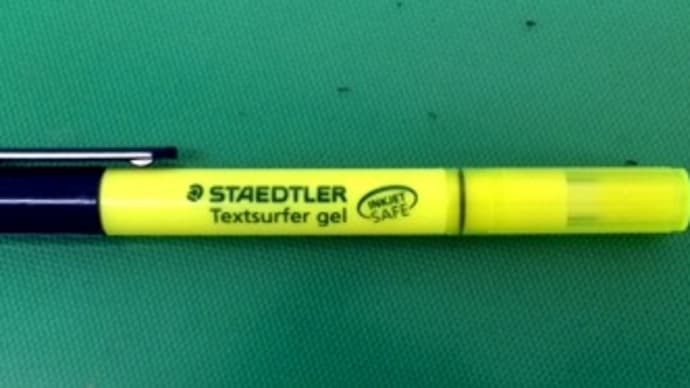 STAEDTLER
Textsurfer gel
INKJET
SAFE